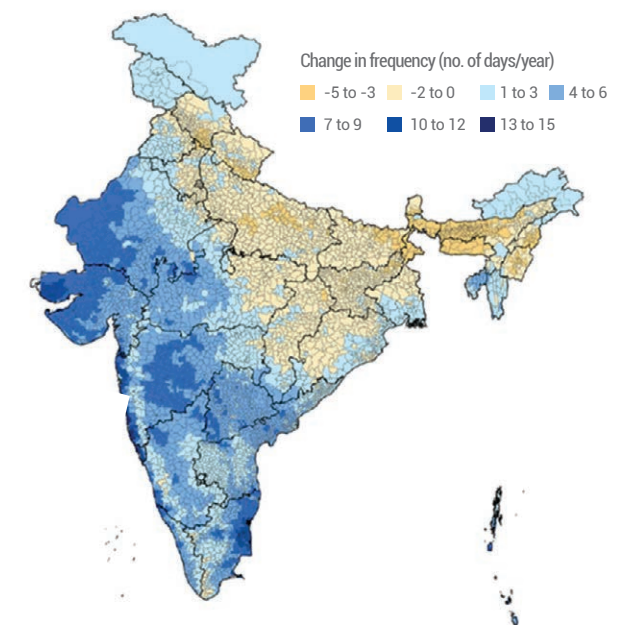 Change in frequency (no. of days/year)
-5 to -3 -2 to 0 1 to 3 4 to 6
7 to 9 10 to 12 13 to 15